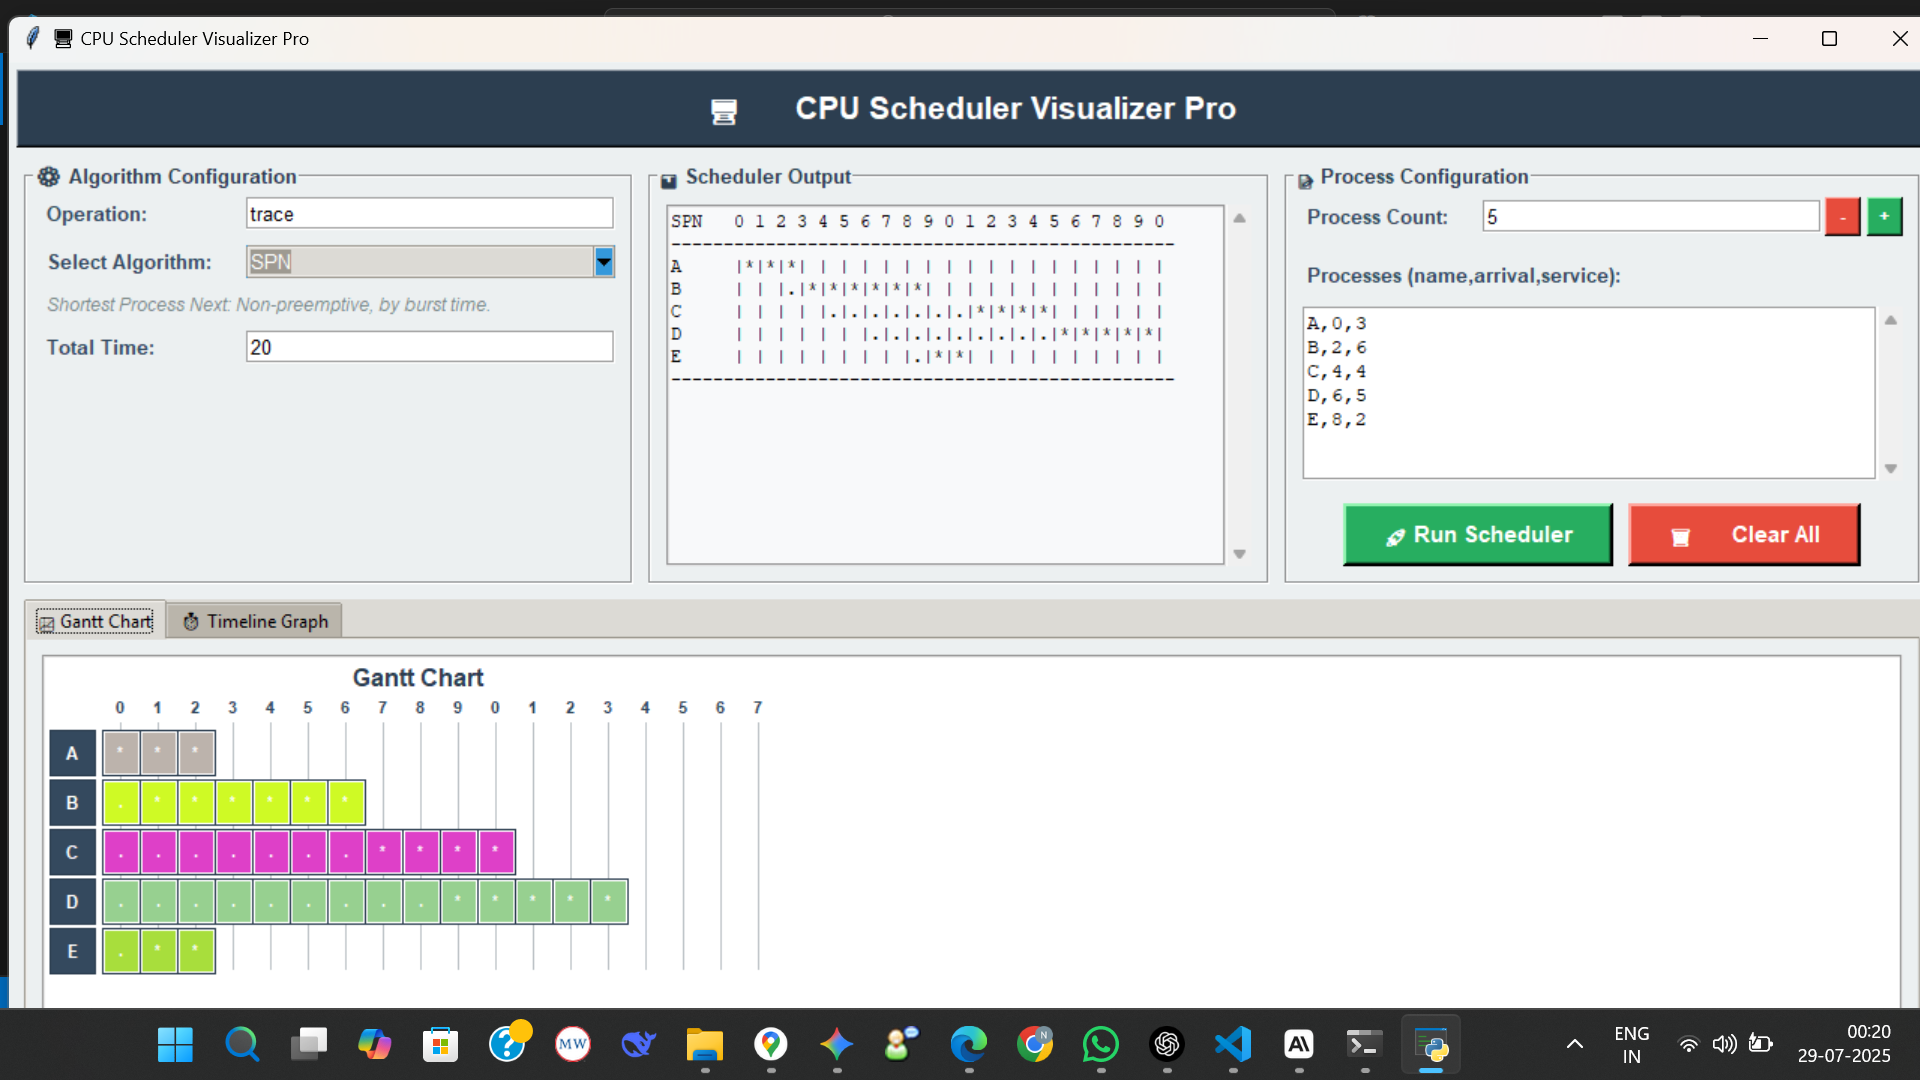 CPU Scheduler Visualizer Pro
CPU Scheduler Visualizer Pro
Algorithm Configuration
Operation: trace
Select Algorithm: SPN
Shortest Process Next: Non-preemptive, by burst time.
Total Time: 20
Scheduler Output
SPN   0 1 2 3 4 5 6 7 8 9 0 1 2 3 4 5 6 7 8 9 0
------------------------------------------------
A     |*|*|*| | | | | | | | | | | | | | | | | |
B     | | |.|*|*|*|*|*|*| | | | | | | | | | | |
C     | | | | |.|.|.|.|.|.|.|*|*|*|*| | | | | |
D     | | | | | | |.|.|.|.|.|.|.|.|.|*|*|*|*|*|
E     | | | | | | | | |.|*|*| | | | | | | | | |
------------------------------------------------
Process Configuration
Process Count: 5 - +
Processes (name,arrival,service):
A,0,3
B,2,6
C,4,4
D,6,5
E,8,2
Run Scheduler Clear All
Gantt Chart Timeline Graph
Gantt Chart
0 1 2 3 4 5 6 7 8 9 0 1 2 3 4 5 6 7
A * * *
B . * * * * * *
C . . . . . . . * * * *
D . . . . . . . . . * * * * *
E . * *
MW
N
ENG
IN
00:20
29-07-2025